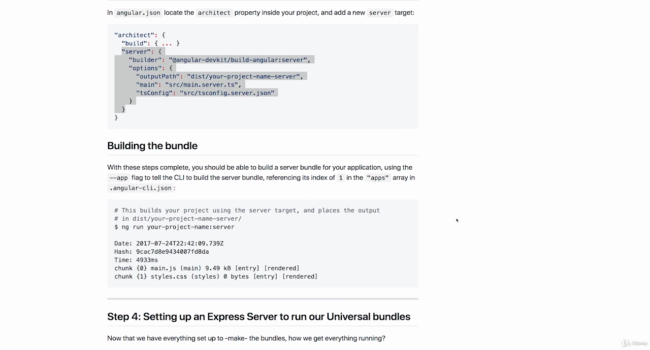 In angular.json locate the architect property inside your project, and add a new server target:
"architect": {
"build": { ... }
"server": {
"builder": "@angular-devkit/build-angular:server",
"options": {
"outputPath": "dist/your-project-name-server",
"main": "src/main.server.ts",
"tsConfig": "src/tsconfig.server.json"
}
}
}
Building the bundle
With these steps complete, you should be able to build a server bundle for your application, using the
--app flag to tell the CLI to build the server bundle, referencing its index of 1 in the "apps" array in
.angular-cli.json :
# This builds your project using the server target, and places the output
# in dist/your-project-name-server/
$ ng run your-project-name:server
Date: 2017-07-24T22:42:09.739Z
Hash: 9cac7d8e9434007fd8da
Time: 4933ms
chunk {0} main.js (main) 9.49 kB [entry] [rendered]
chunk {1} styles.css (styles) 0 bytes [entry] [rendered]
Step 4: Setting up an Express Server to run our Universal bundles
Now that we have everything set up to -make- the bundles, how we get everything running?
Udemy